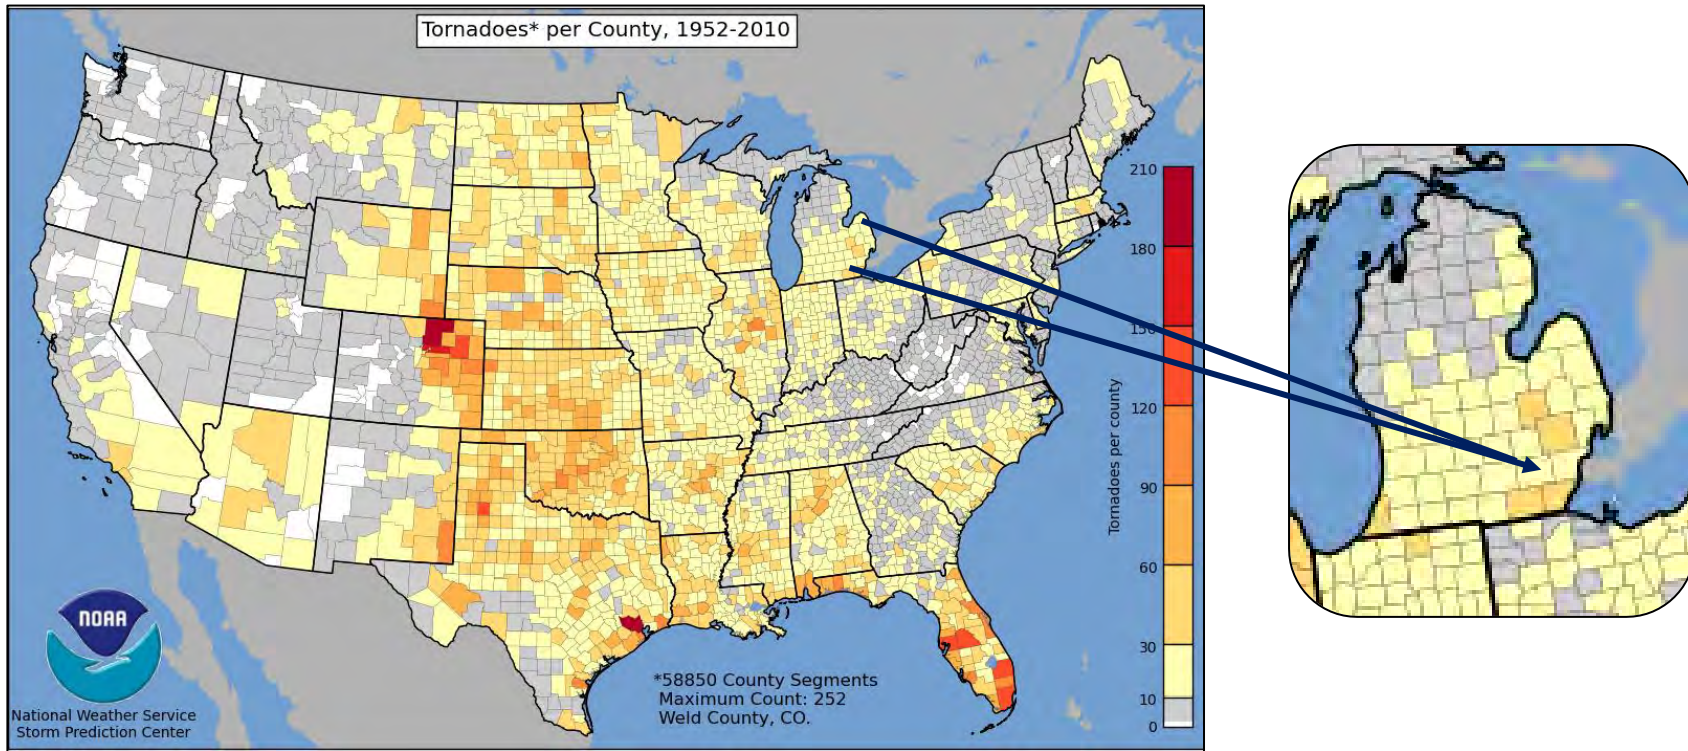 Tornadoes* per County, 1952-2010
210
180
150
120
90
60
30
10
0
Tornadoes per county
*58850 County Segments
Maximum Count: 252
Weld County, CO.
NOAA
National Weather Service
Storm Prediction Center